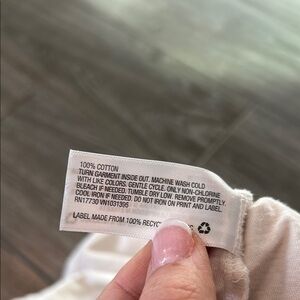 100% COTTON
TURN GARMENT INSIDE OUT. MACHINE WASH COLD
WITH LIKE COLORS. GENTLE CYCLE. ONLY NON-CHLORINE
BLEACH IF NEEDED. TUMBLE DRY LOW. REMOVE PROMPTLY.
COOL IRON IF NEEDED. DO NOT IRON ON PRINT AND LABEL.
RN17730 VN1031395
LABEL MADE FROM 100% RECYC